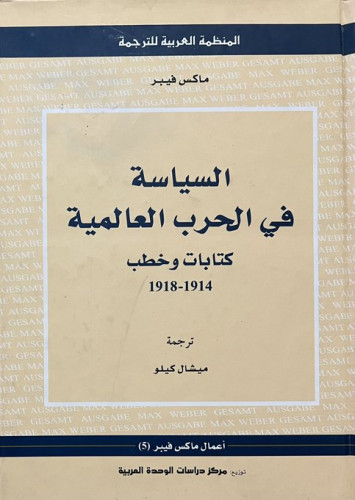 المنظمة العربية للترجمة
ماكس فيبر
السياسة
في الحرب العالمية
كتابات وخطب
1918-1914
ترجمة
ميشال كيلو
أعمال ماكس فيبر (5)
توزيع: مركز دراسات الوحدة العربية